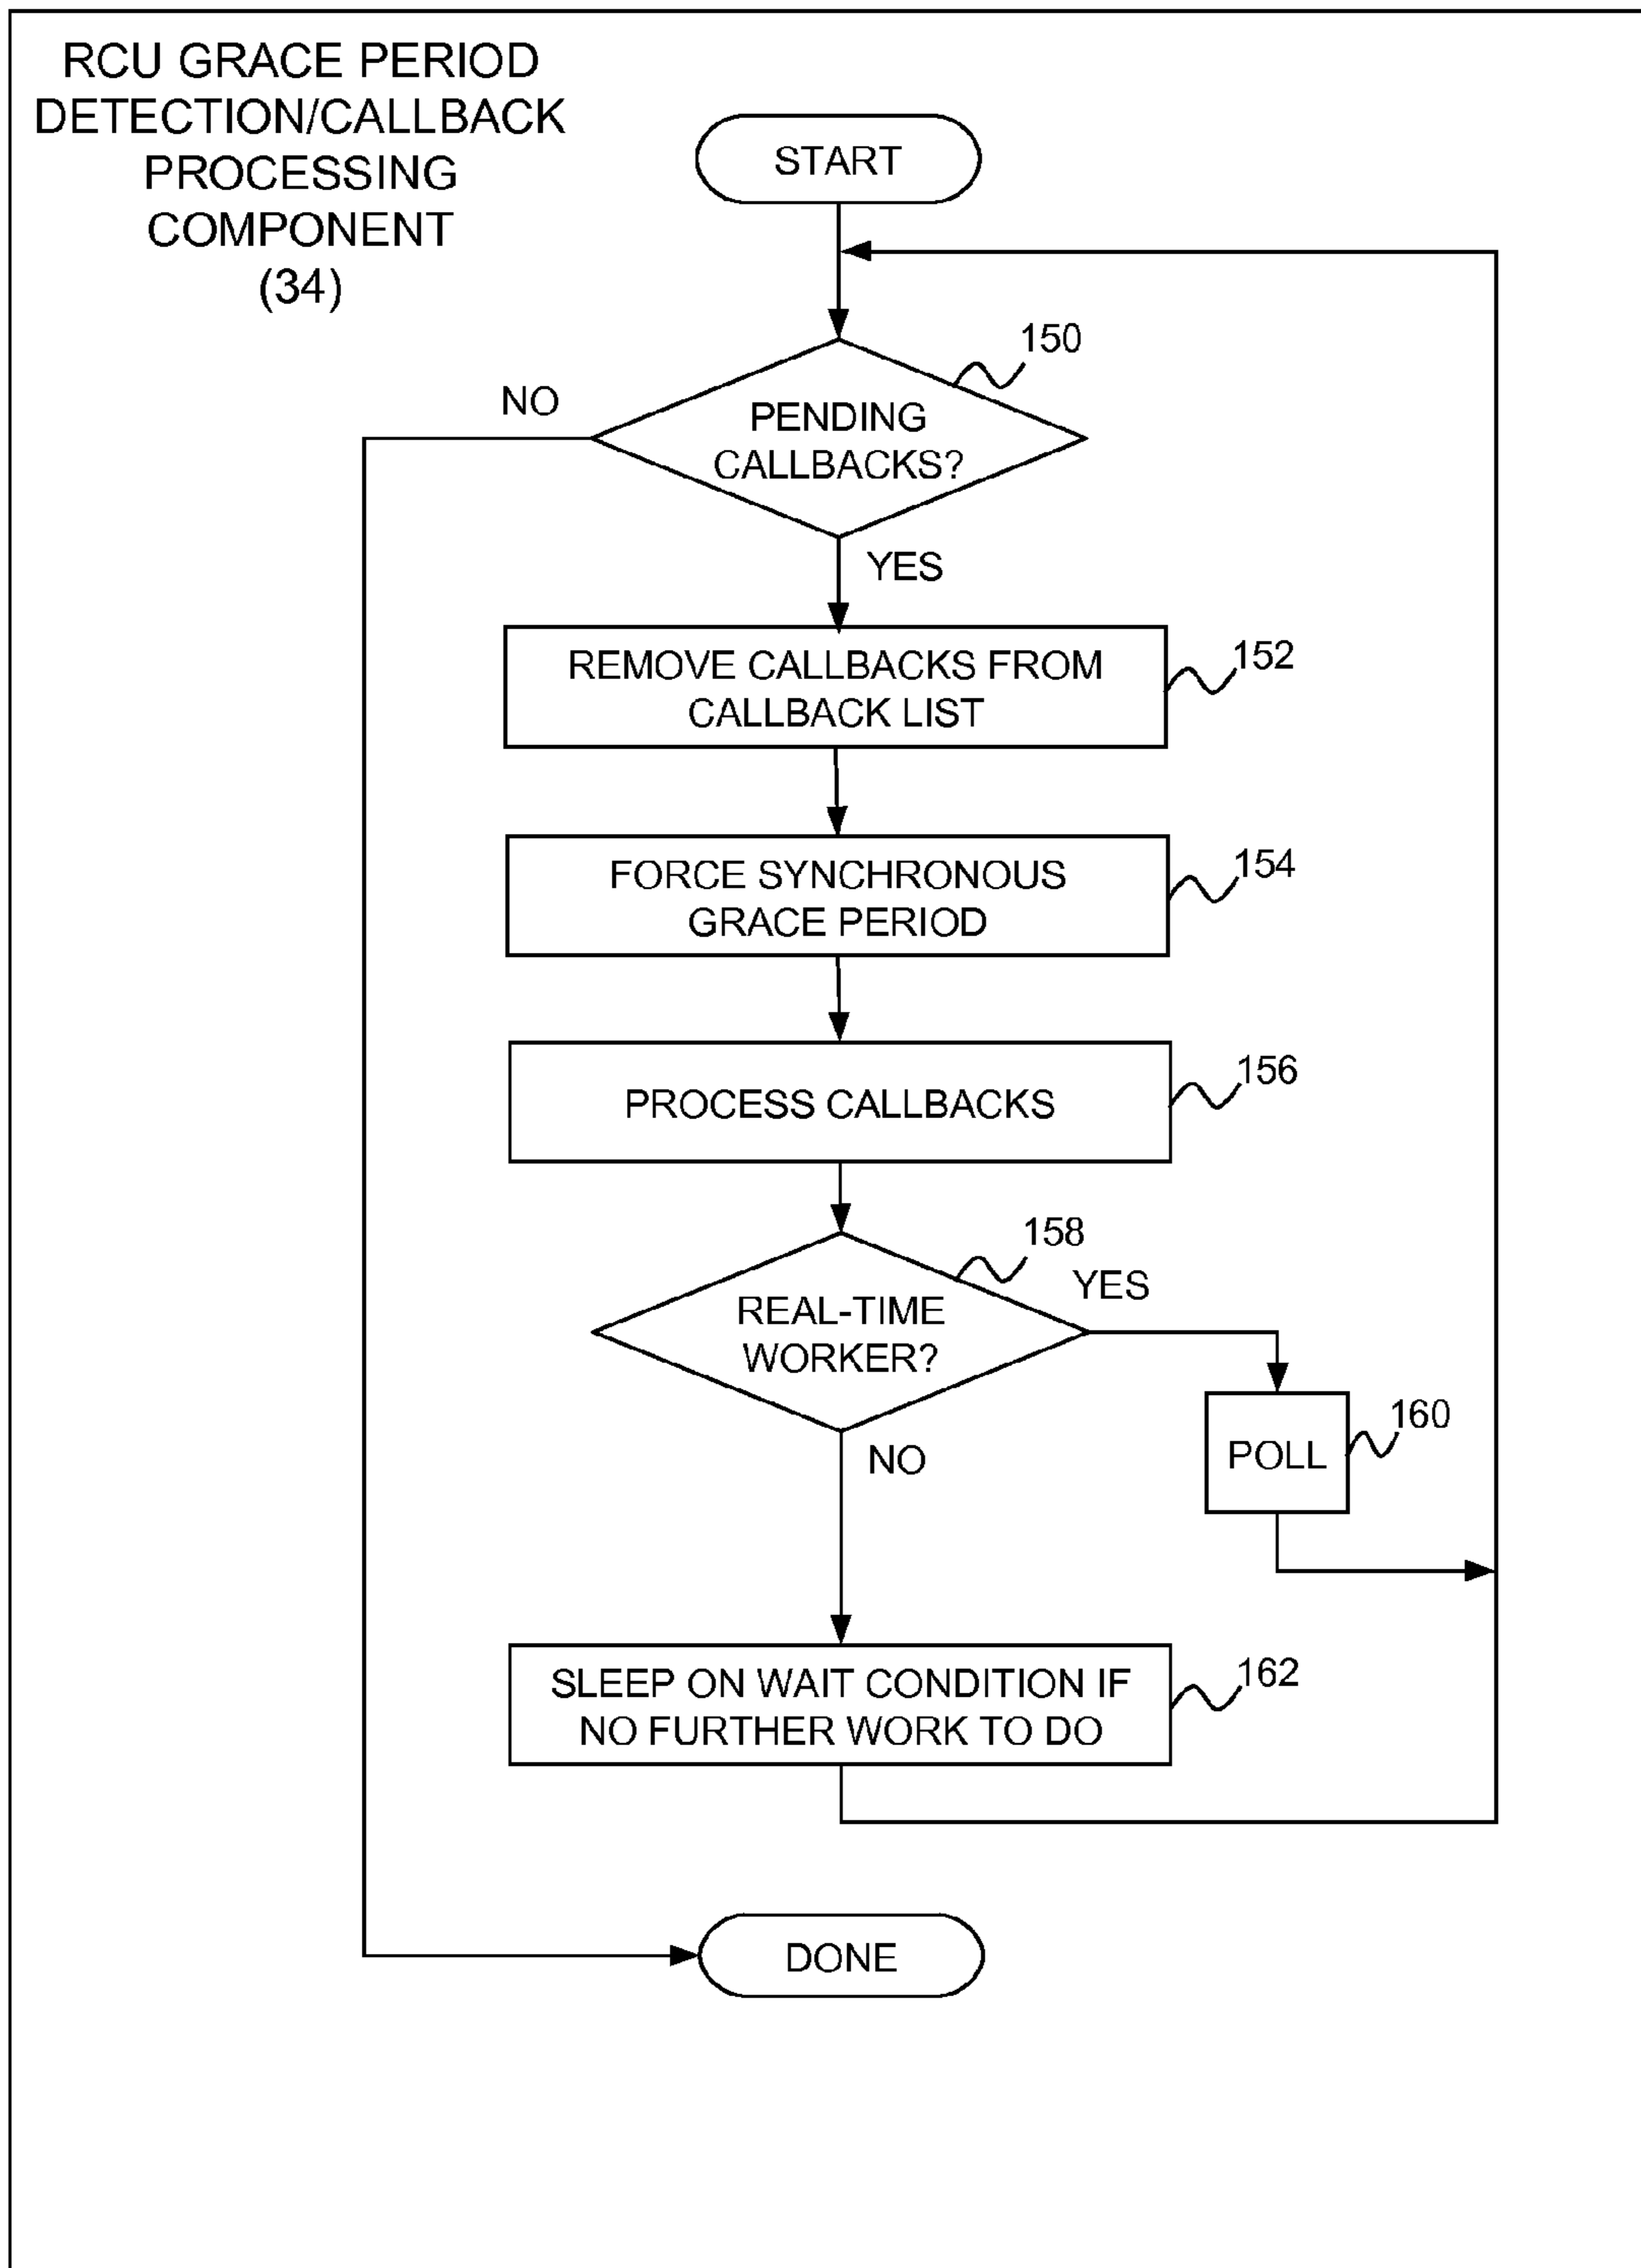 RCU GRACE PERIOD
DETECTION/CALLBACK
PROCESSING
COMPONENT
(34)
START
150
NO
PENDING
CALLBACKS?
YES
REMOVE CALLBACKS FROM
CALLBACK LIST
152
FORCE SYNCHRONOUS
GRACE PERIOD
154
PROCESS CALLBACKS
156
158
YES
REAL-TIME
WORKER?
160
POLL
NO
SLEEP ON WAIT CONDITION IF
NO FURTHER WORK TO DO
162
DONE